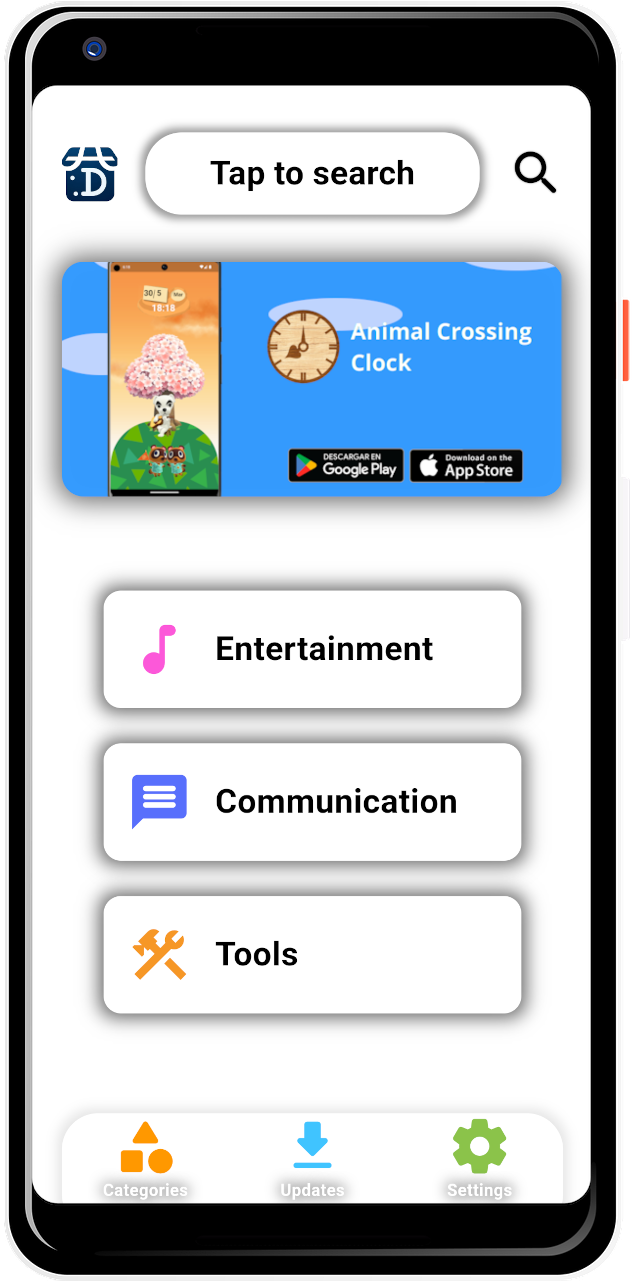 D
Tap to search
30/5 Mar
18:18
Animal Crossing
Clock
DESCARGAR EN
Google Play
Download on the
App Store
Entertainment
Communication
Tools
Categories Updates Settings